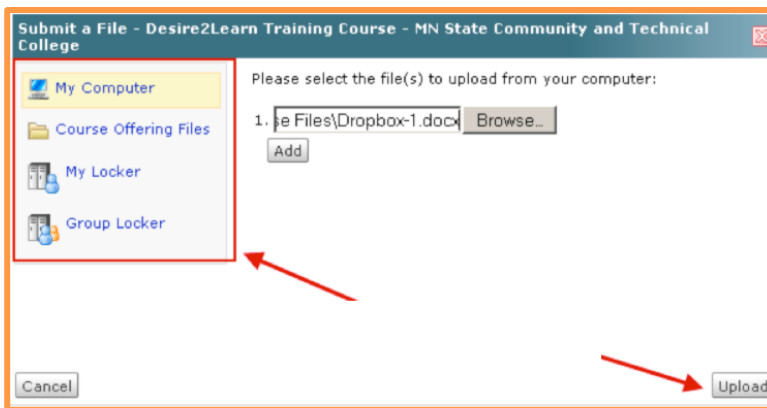 Submit a File - Desire2Learn Training Course - MN State Community and Technical
College
My Computer
Course Offering Files
My Locker
Group Locker
Please select the file(s) to upload from your computer:
1. se Files\Dropbox-1.docx Browse...
Add
Cancel
Upload